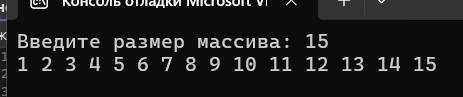 Консоль отладки Microsoft Vi
Введите размер массива: 15
1 2 3 4 5 6 7 8 9 10 11 12 13 14 15